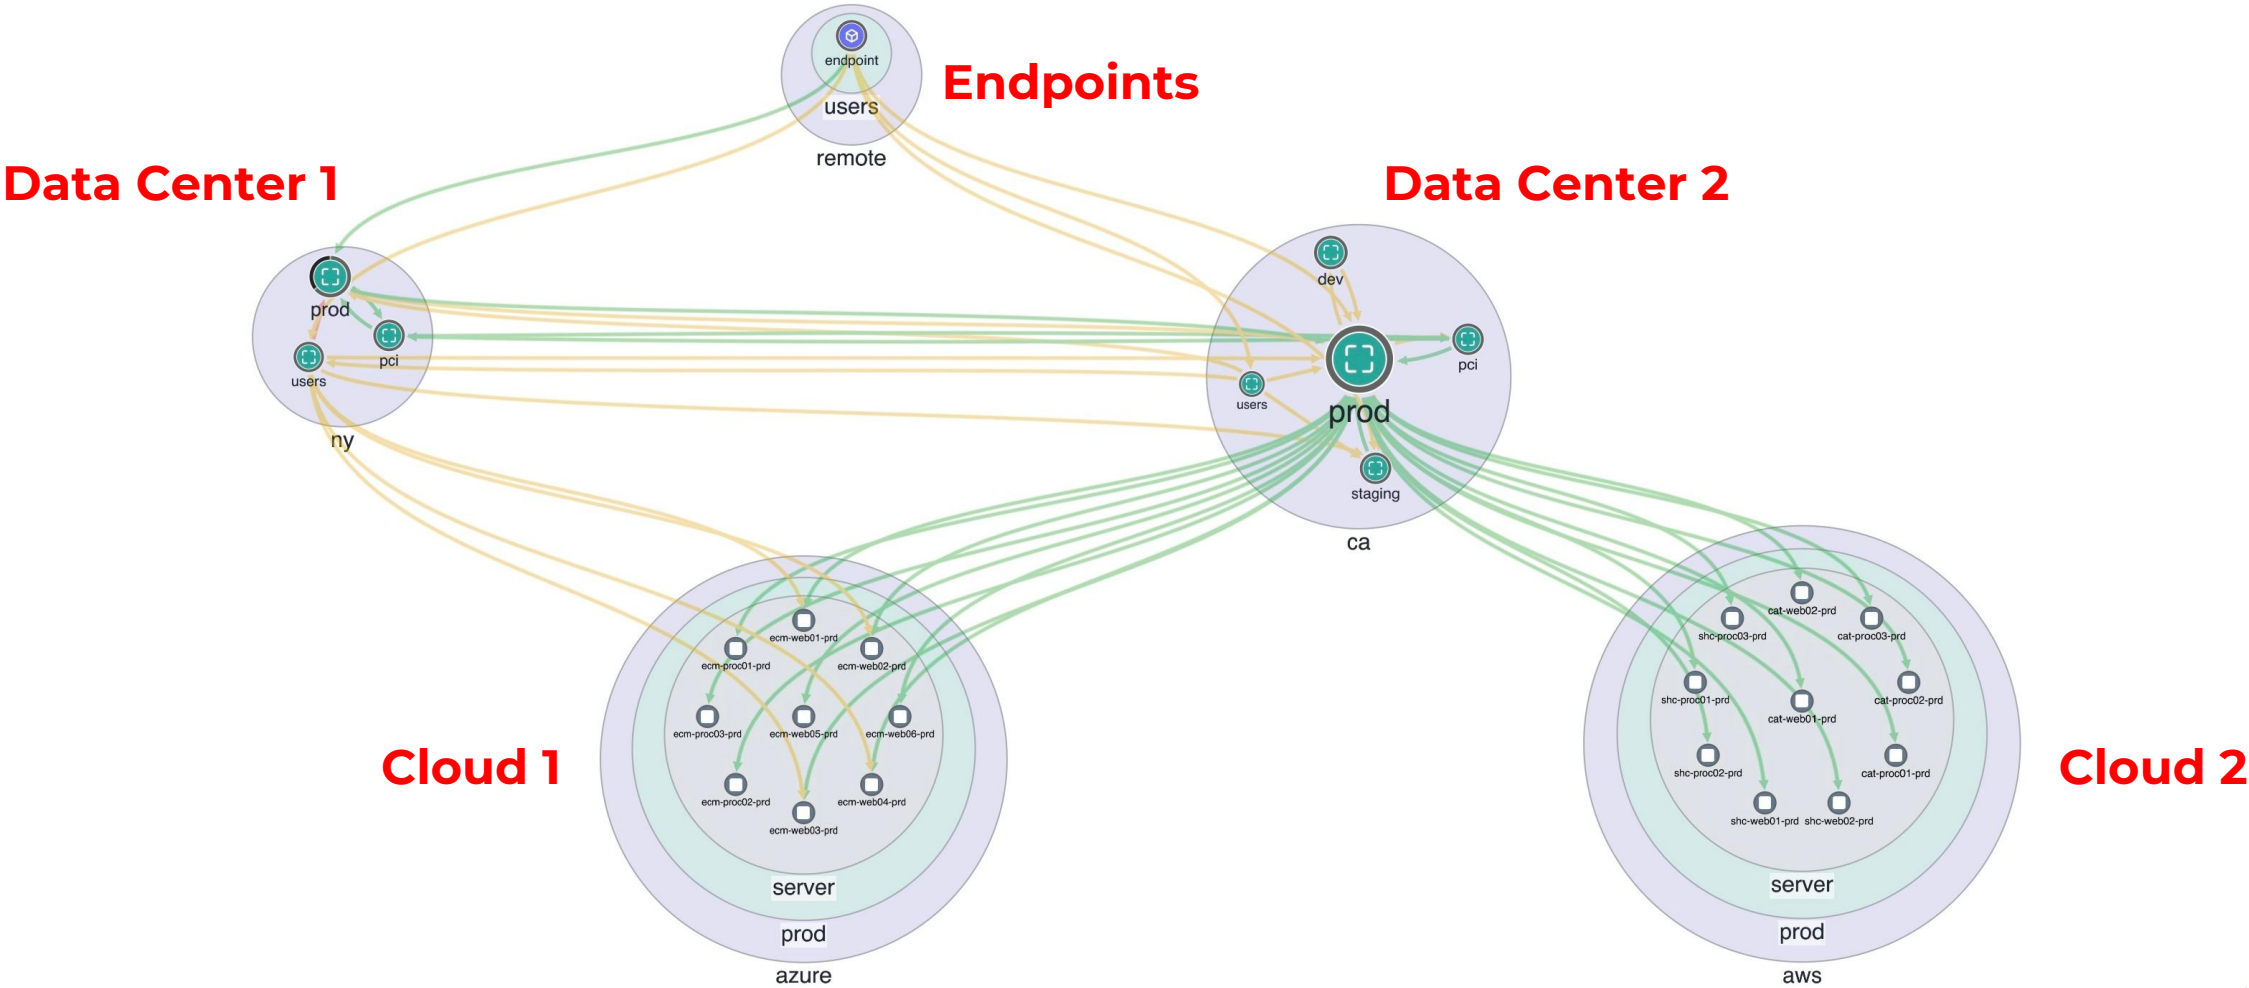 endpoint
users
remote
Endpoints
Data Center 1
Data Center 2
prod
pci
users
ny
dev
pci
users
prod
staging
ca
ecm-web01-prd
ecm-proc01-prd
ecm-web02-prd
ecm-proc03-prd
ecm-web05-prd
ecm-web06-prd
ecm-proc02-prd
ecm-web04-prd
ecm-web03-prd
server
prod
azure
Cloud 1
cat-web02-prd
shc-proc03-prd
cat-proc03-prd
shc-proc01-prd
cat-proc02-prd
cat-web01-prd
shc-proc02-prd
cat-proc01-prd
shc-web01-prd
shc-web02-prd
server
prod
aws
Cloud 2